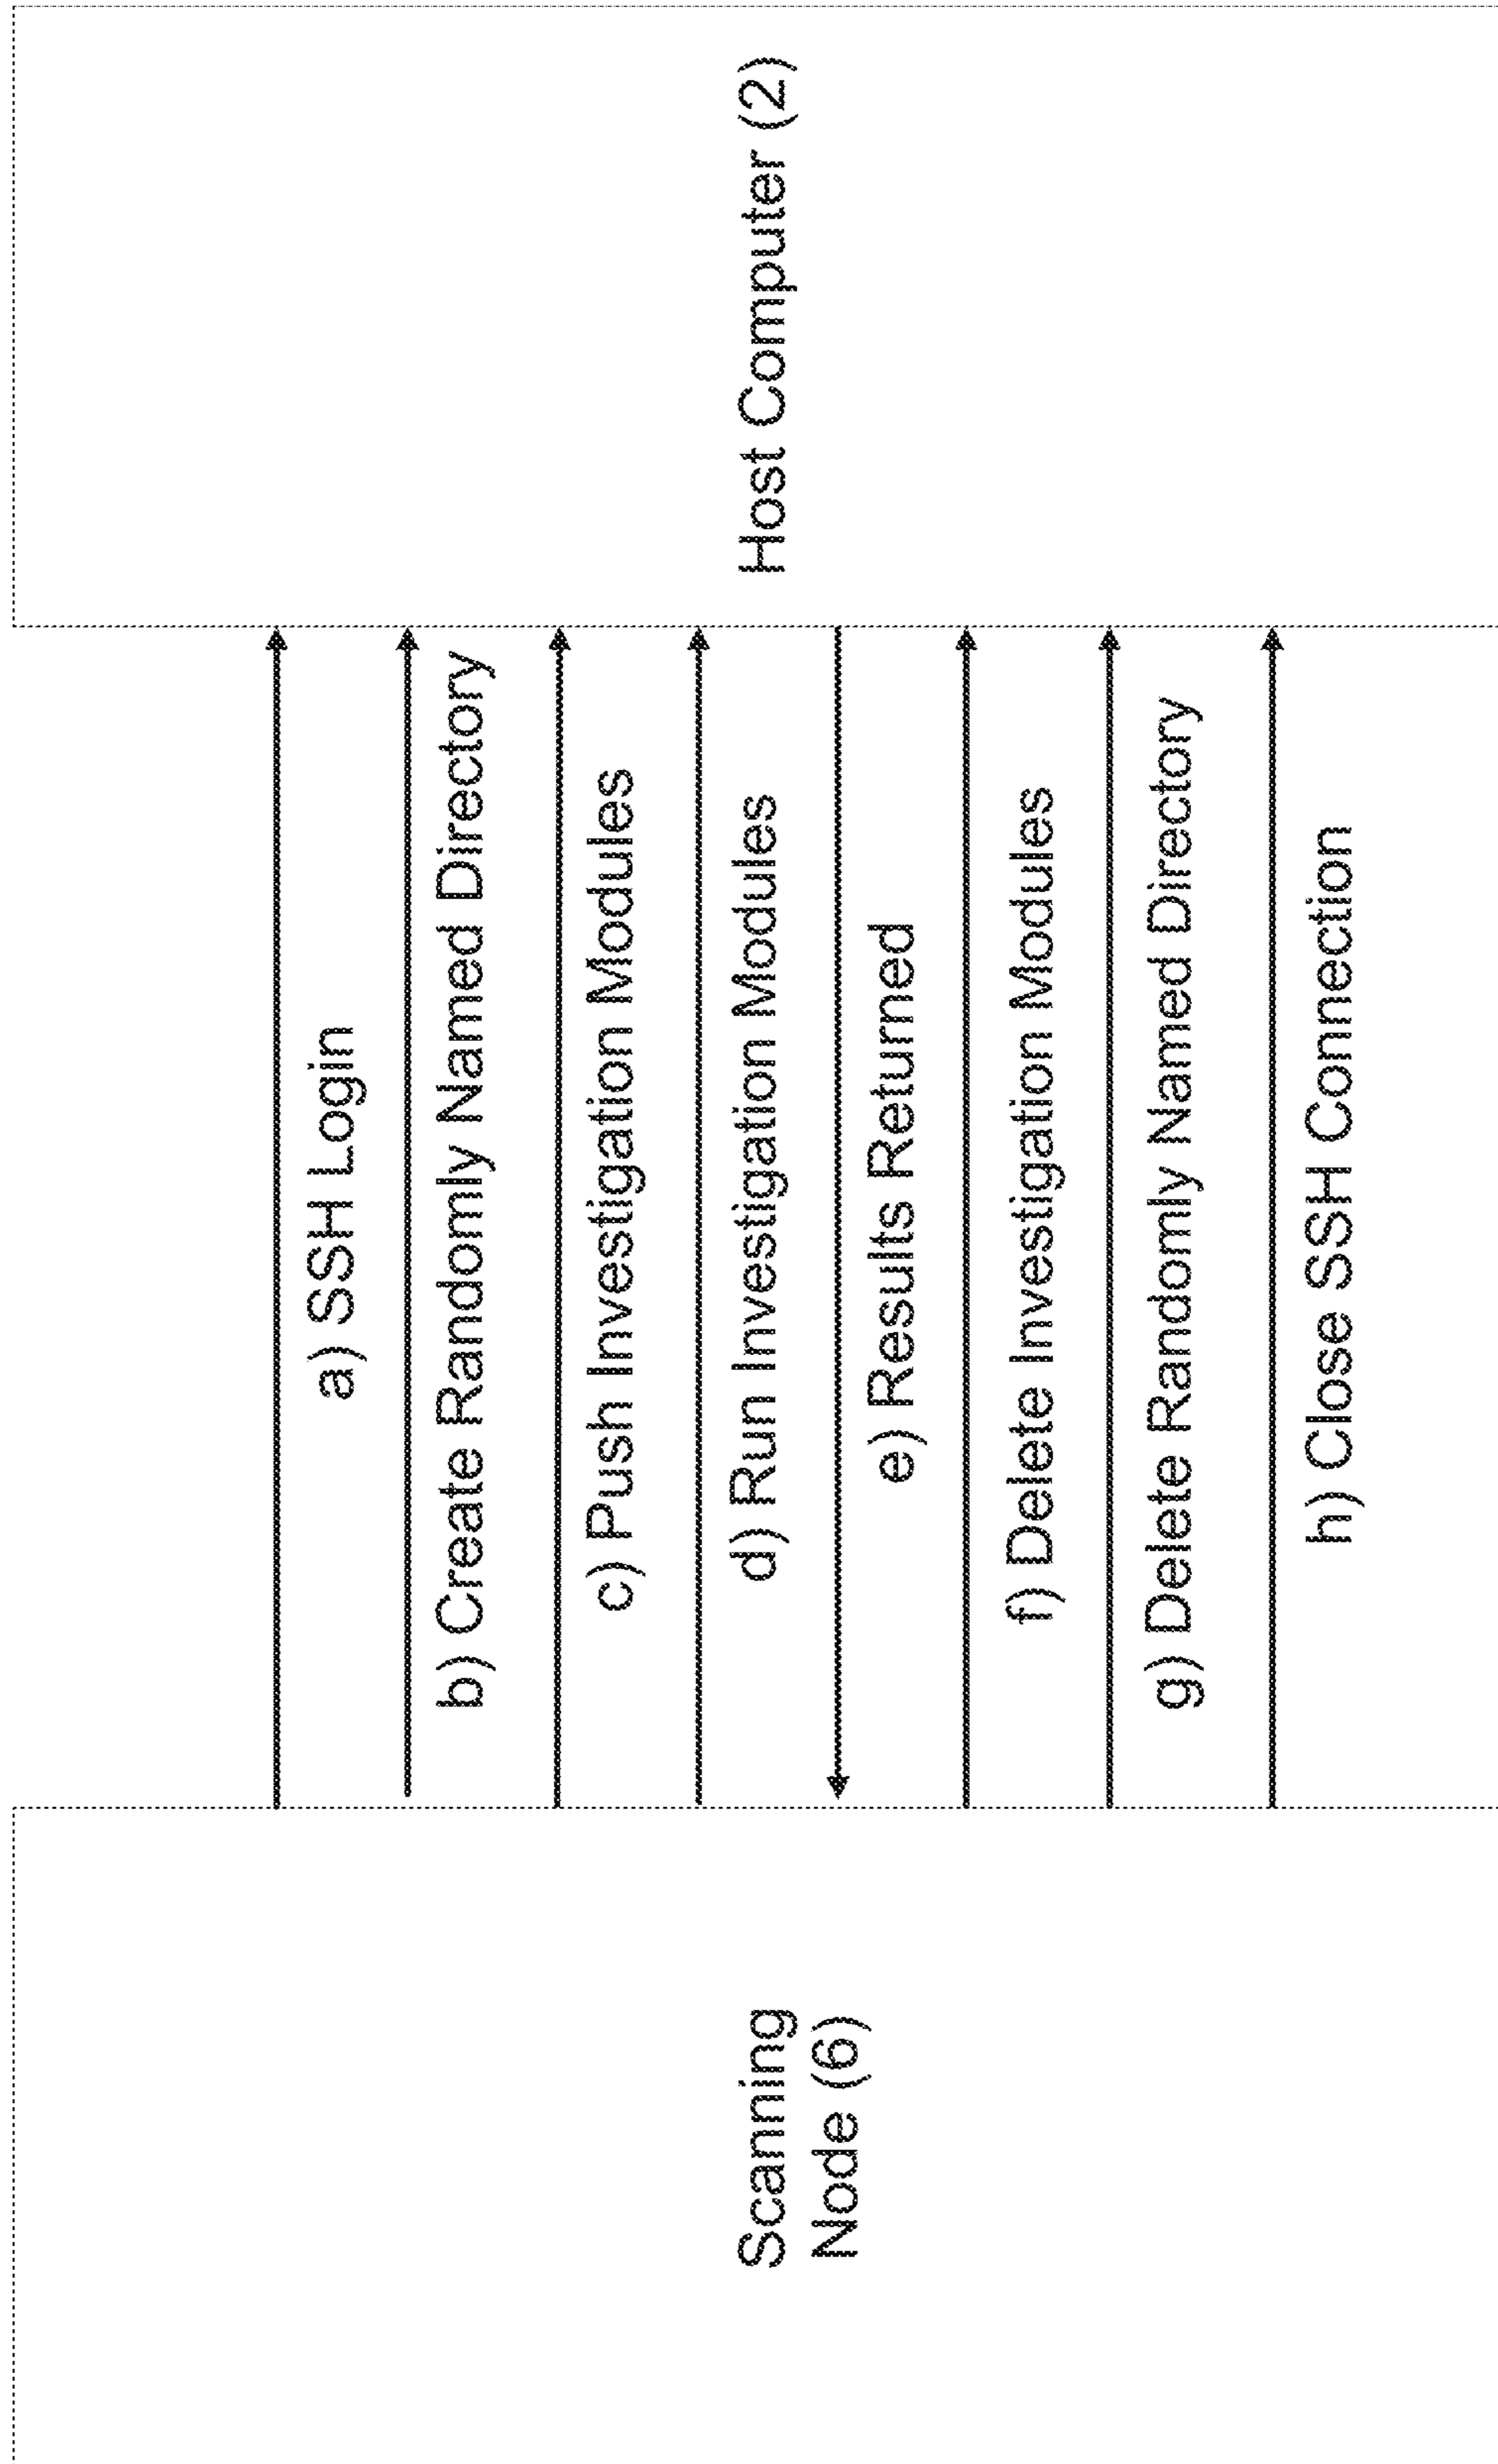 Scanning
Node (6)
a) SSH Login
b) Create Randomly Named Directory
c) Push Investigation Modules
d) Run Investigation Modules
e) Results Returned
f) Delete Investigation Modules
g) Delete Randomly Named Directory
h) Close SSH Connection
Host Computer (2)